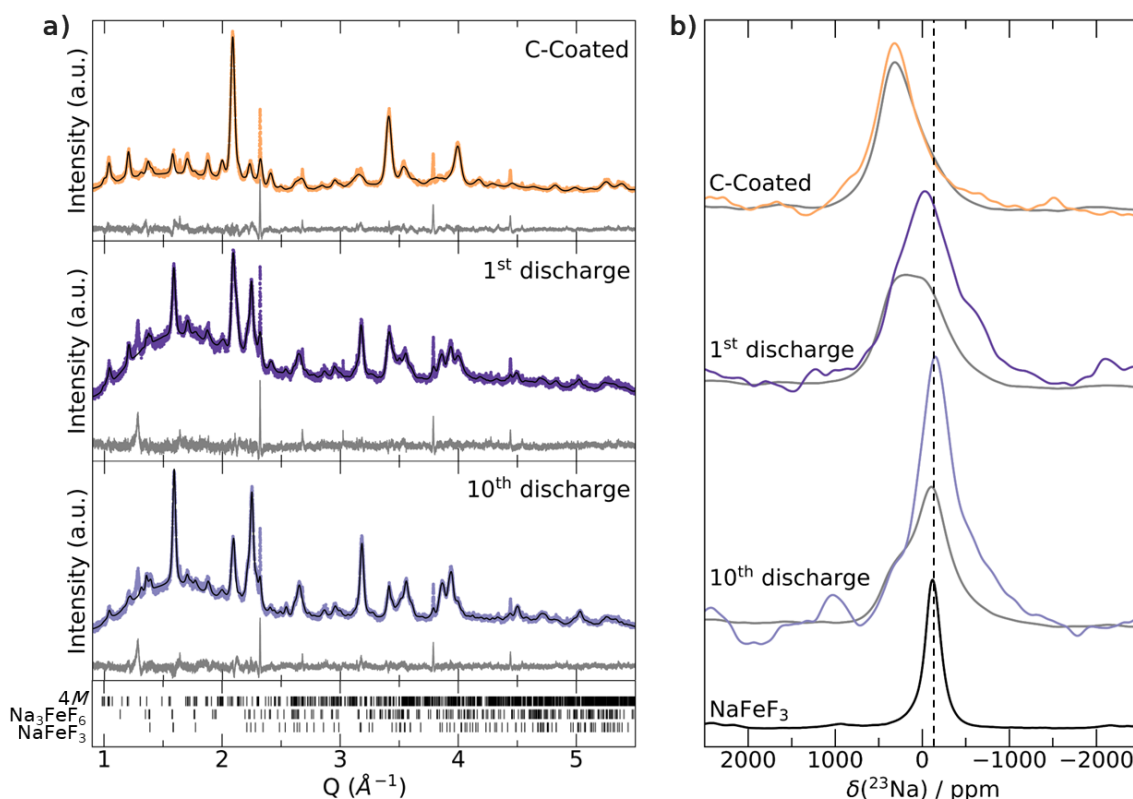 a)
C-Coated
Intensity (a.u.)
1st discharge
Intensity (a.u.)
10th discharge
Intensity (a.u.)
4M
Na₃FeF₆
NaFeF₃
1 2 3 4 5
Q (Å⁻¹)
b)
C-Coated
1st discharge
10th discharge
NaFeF₃
2000 1000 0 −1000 −2000
δ(²³Na) / ppm